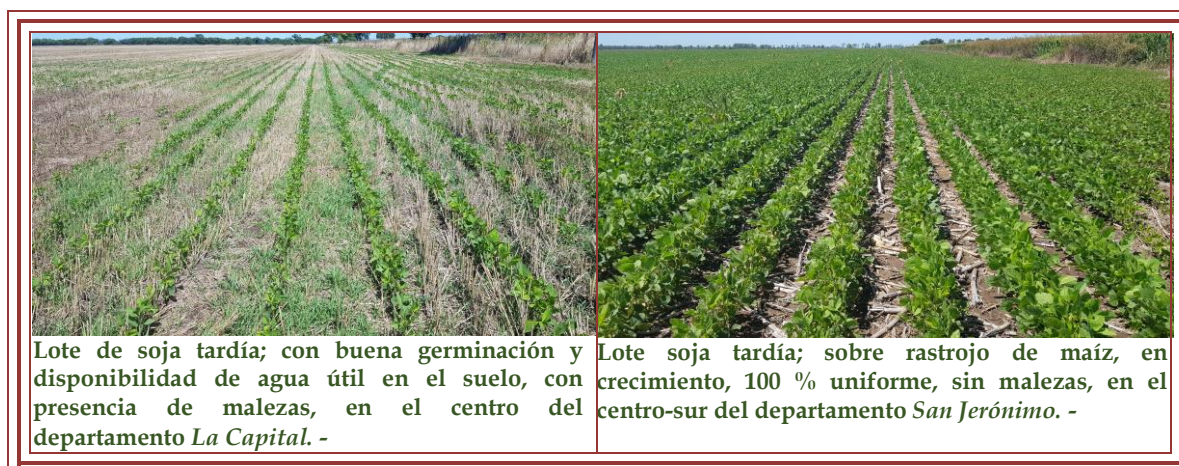 Lote de soja tardía; con buena germinación y
disponibilidad de agua útil en el suelo, con
presencia de malezas, en el centro del
departamento La Capital. -
Lote soja tardía; sobre rastrojo de maíz, en
crecimiento, 100 % uniforme, sin malezas, en el
centro-sur del departamento San Jerónimo. -